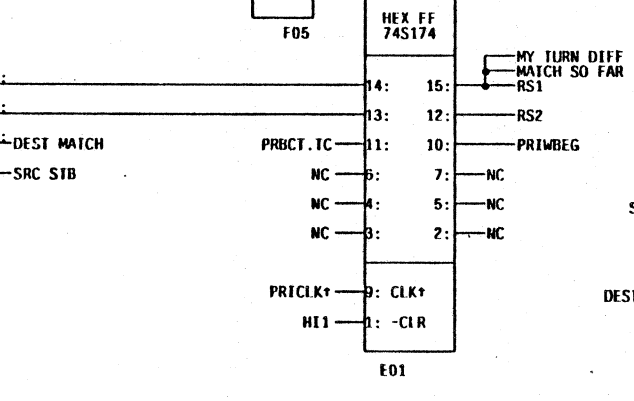 HEX FF
F05
74S174
MY TURN DIFF
MATCH SO FAR
14: 15: RS1
13: 12: RS2
DEST MATCH PRBCT.TC 11: 10: PRIWBEG
SRC STB NC 6: 7: NC
NC 4: 5: NC
NC 3: 2: NC
PRICLK↑ 9: CLK↑
HI1 1: -CLR
E01